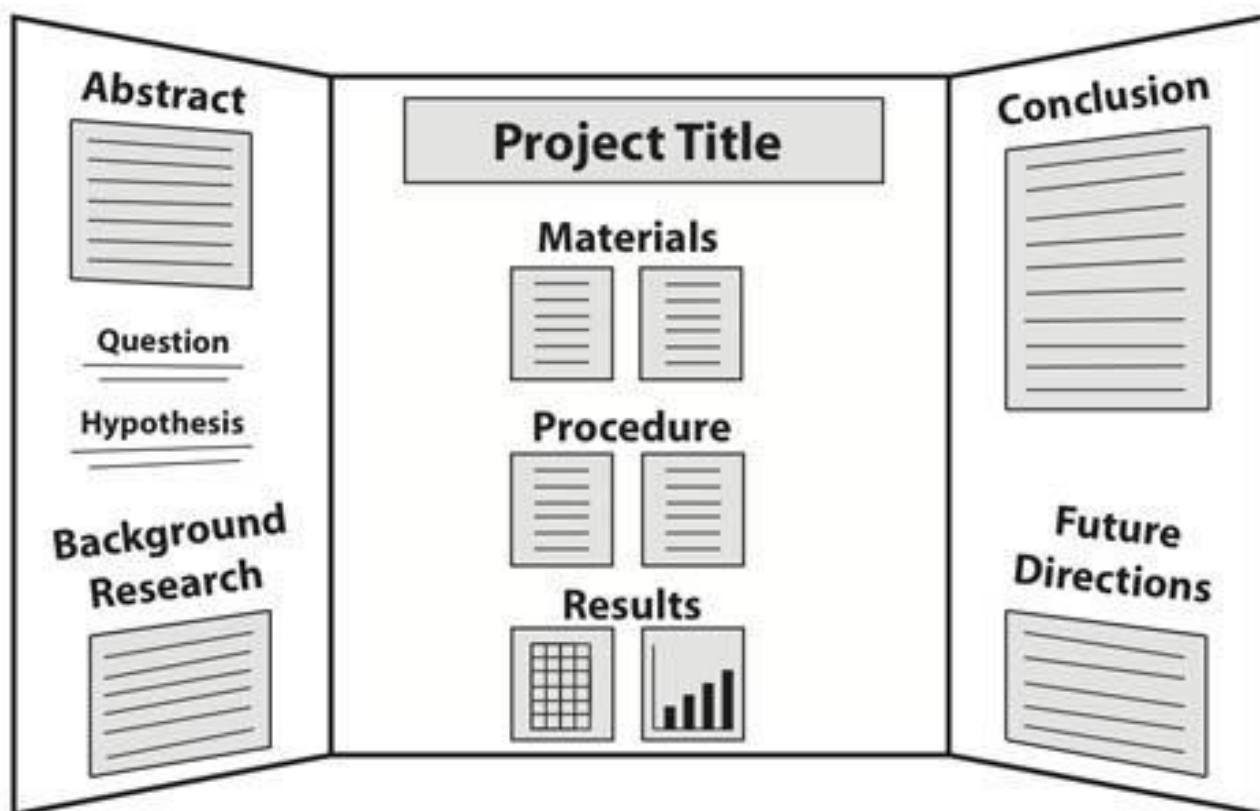 Abstract
Question
Hypothesis
Background
Research
Project Title
Materials
Procedure
Results
Conclusion
Future
Directions